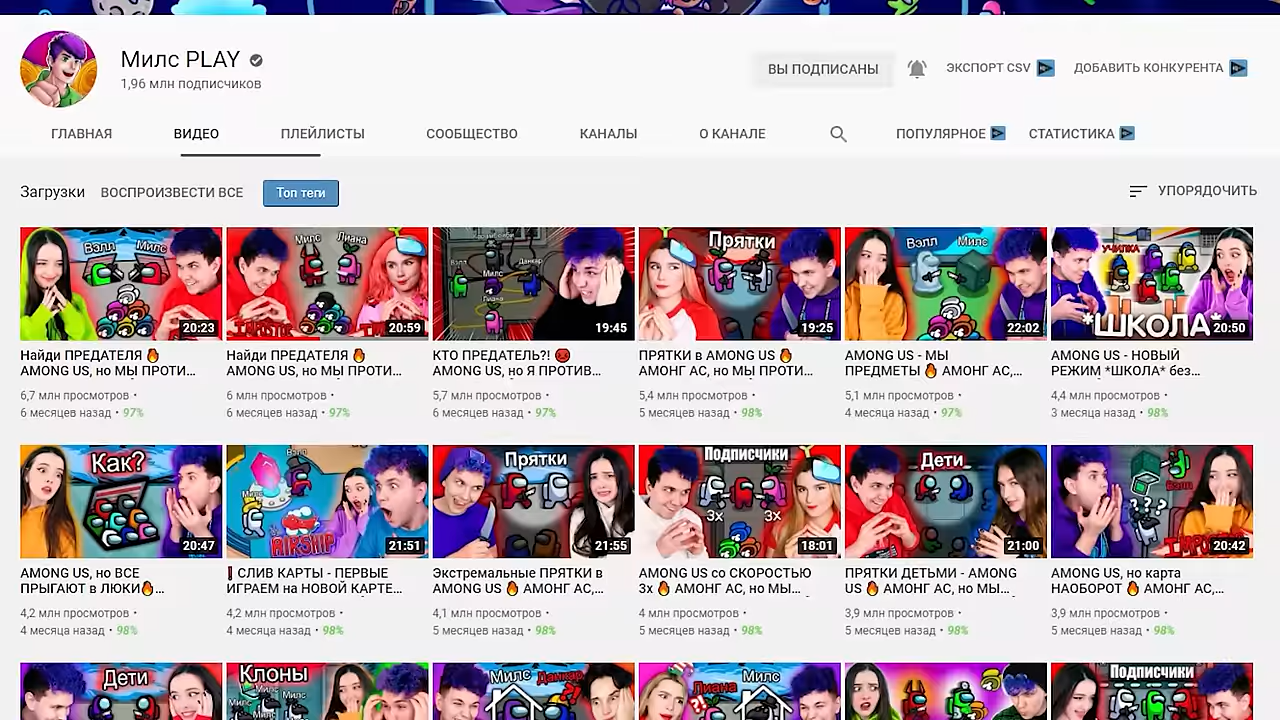 Милс PLAY
1,96 млн подписчиков
ВЫ ПОДПИСАНЫ
ЭКСПОРТ CSV
ДОБАВИТЬ КОНКУРЕНТА
ГЛАВНАЯ
ВИДЕО
ПЛЕЙЛИСТЫ
СООБЩЕСТВО
КАНАЛЫ
О КАНАЛЕ
ПОПУЛЯРНОЕ
СТАТИСТИКА
Загрузки
ВОСПРОИЗВЕСТИ ВСЕ
Топ теги
УПОРЯДОЧИТЬ
Вэлл Милс
20:23
Найди ПРЕДАТЕЛЯ 🔥
AMONG US, но МЫ ПРОТИ...
6,7 млн просмотров •
6 месяцев назад • 97%
Милс Лиана
20:59
Найди ПРЕДАТЕЛЯ 🔥
AMONG US, но МЫ ПРОТИ...
6 млн просмотров •
6 месяцев назад • 97%
Вэлл
Милс
Данкар
Лиана
19:45
КТО ПРЕДАТЕЛЬ?! 😡
AMONG US, но Я ПРОТИВ...
5,7 млн просмотров •
6 месяцев назад • 97%
Прятки
19:25
ПРЯТКИ в AMONG US 🔥
АМОНГ АС, но МЫ ПРОТИ...
5,4 млн просмотров •
5 месяцев назад • 98%
Вэлл Милс
22:02
AMONG US - МЫ
ПРЕДМЕТЫ 🔥 АМОНГ АС,...
5,1 млн просмотров •
4 месяца назад • 97%
УЧИЛКА
*ШКОЛА*
20:50
AMONG US - НОВЫЙ
РЕЖИМ *ШКОЛА* без...
4,4 млн просмотров •
3 месяца назад • 98%
Как?
20:47
AMONG US, но ВСЕ
ПРЫГАЮТ в ЛЮКИ🔥...
4,2 млн просмотров •
4 месяца назад • 98%
Вэлл
Милс
AIRSHIP
21:51
❗СЛИВ КАРТЫ - ПЕРВЫЕ
ИГРАЕМ на НОВОЙ КАРТЕ...
4,2 млн просмотров •
4 месяца назад • 98%
Прятки
21:55
Экстремальные ПРЯТКИ в
AMONG US 🔥 АМОНГ АС,...
4,1 млн просмотров •
5 месяцев назад • 98%
Подписчики
3x 3x
18:01
AMONG US со СКОРОСТЬЮ
3x 🔥 АМОНГ АС, но МЫ...
4 млн просмотров •
5 месяцев назад • 98%
Дети
21:00
ПРЯТКИ ДЕТЬМИ - AMONG
US 🔥 АМОНГ АС, но МЫ...
3,9 млн просмотров •
5 месяцев назад • 98%
Вэлл
20:42
AMONG US, но карта
НАОБОРОТ 🔥 АМОНГ АС,...
3,9 млн просмотров •
5 месяцев назад • 98%
Дети
Клоны
Милс
Милс
Милс
Милс Данкар
Лиана Милс
Подписчики